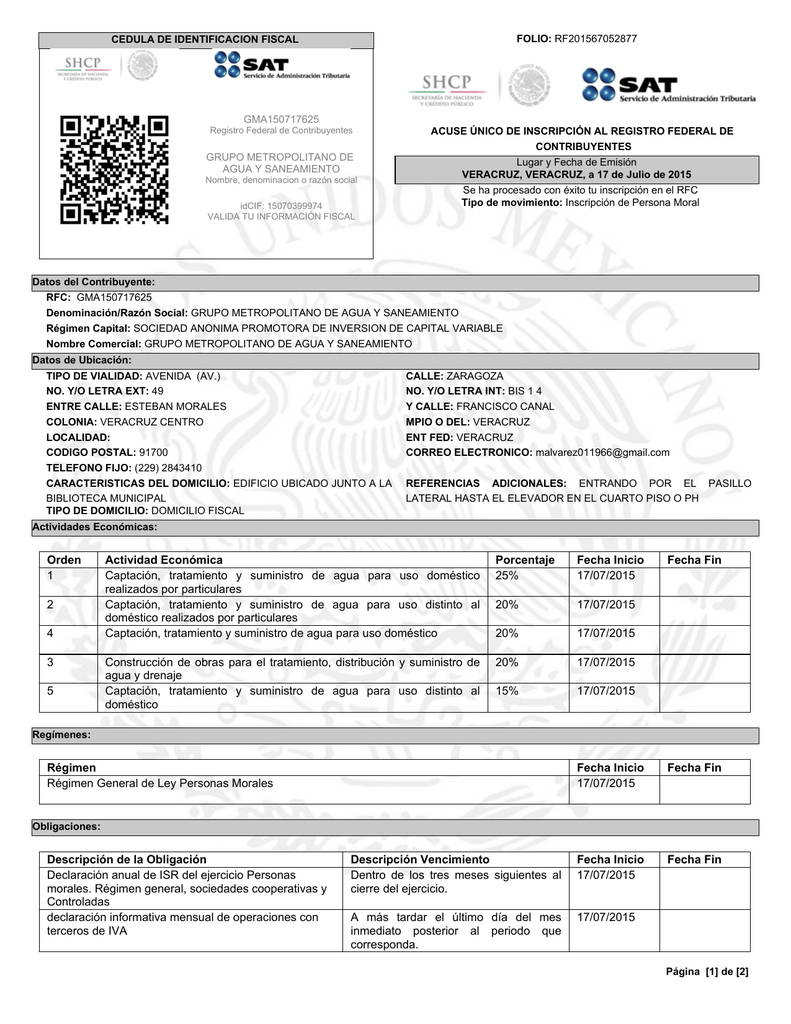 CEDULA DE IDENTIFICACION FISCAL
SHCP
SECRETARÍA DE HACIENDA
Y CRÉDITO PÚBLICO
SAT
Servicio de Administración Tributaria
GMA150717625
Registro Federal de Contribuyentes
GRUPO METROPOLITANO DE
AGUA Y SANEAMIENTO
Nombre, denominacion o razón social
idCIF: 15070399974
VALIDA TU INFORMACIÓN FISCAL
FOLIO: RF201567052877
SHCP
SECRETARÍA DE HACIENDA
Y CRÉDITO PÚBLICO
SAT
Servicio de Administración Tributaria
ACUSE ÚNICO DE INSCRIPCIÓN AL REGISTRO FEDERAL DE
CONTRIBUYENTES
Lugar y Fecha de Emisión
VERACRUZ, VERACRUZ, a 17 de Julio de 2015
Se ha procesado con éxito tu inscripción en el RFC
Tipo de movimiento: Inscripción de Persona Moral
UNIDOS MEXICANOS
Datos del Contribuyente:
RFC: GMA150717625
Denominación/Razón Social: GRUPO METROPOLITANO DE AGUA Y SANEAMIENTO
Régimen Capital: SOCIEDAD ANONIMA PROMOTORA DE INVERSION DE CAPITAL VARIABLE
Nombre Comercial: GRUPO METROPOLITANO DE AGUA Y SANEAMIENTO
Datos de Ubicación:
TIPO DE VIALIDAD: AVENIDA (AV.) CALLE: ZARAGOZA
NO. Y/O LETRA EXT: 49 NO. Y/O LETRA INT: BIS 1 4
ENTRE CALLE: ESTEBAN MORALES Y CALLE: FRANCISCO CANAL
COLONIA: VERACRUZ CENTRO MPIO O DEL: VERACRUZ
LOCALIDAD: ENT FED: VERACRUZ
CODIGO POSTAL: 91700 CORREO ELECTRONICO: malvarez011966@gmail.com
TELEFONO FIJO: (229) 2843410
CARACTERISTICAS DEL DOMICILIO: EDIFICIO UBICADO JUNTO A LA
BIBLIOTECA MUNICIPAL
REFERENCIAS ADICIONALES: ENTRANDO POR EL PASILLO
LATERAL HASTA EL ELEVADOR EN EL CUARTO PISO O PH
TIPO DE DOMICILIO: DOMICILIO FISCAL
Actividades Económicas:
Orden Actividad Económica Porcentaje Fecha Inicio Fecha Fin
1 Captación, tratamiento y suministro de agua para uso doméstico 25% 17/07/2015
realizados por particulares
2 Captación, tratamiento y suministro de agua para uso distinto al 20% 17/07/2015
doméstico realizados por particulares
4 Captación, tratamiento y suministro de agua para uso doméstico 20% 17/07/2015
3 Construcción de obras para el tratamiento, distribución y suministro de 20% 17/07/2015
agua y drenaje
5 Captación, tratamiento y suministro de agua para uso distinto al 15% 17/07/2015
doméstico
Regímenes:
Régimen Fecha Inicio Fecha Fin
Régimen General de Ley Personas Morales 17/07/2015
Obligaciones:
Descripción de la Obligación Descripción Vencimiento Fecha Inicio Fecha Fin
Declaración anual de ISR del ejercicio Personas Dentro de los tres meses siguientes al 17/07/2015
morales. Régimen general, sociedades cooperativas y cierre del ejercicio.
Controladas
declaración informativa mensual de operaciones con A más tardar el último día del mes 17/07/2015
terceros de IVA inmediato posterior al periodo que
corresponda.
Página [1] de [2]